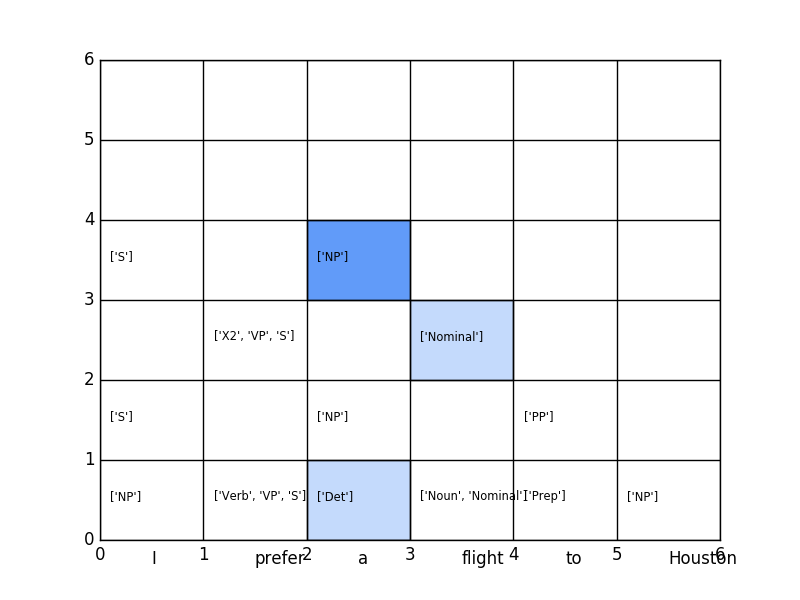 6
5
4
['S'] ['NP']
3
['X2', 'VP', 'S'] ['Nominal']
2
['S'] ['NP'] ['PP']
1
['NP'] ['Verb', 'VP', 'S'] ['Det'] ['Noun', 'Nominal'] ['Prep'] ['NP']
0
0 1 2 3 4 5 6
I prefer a flight to Houston